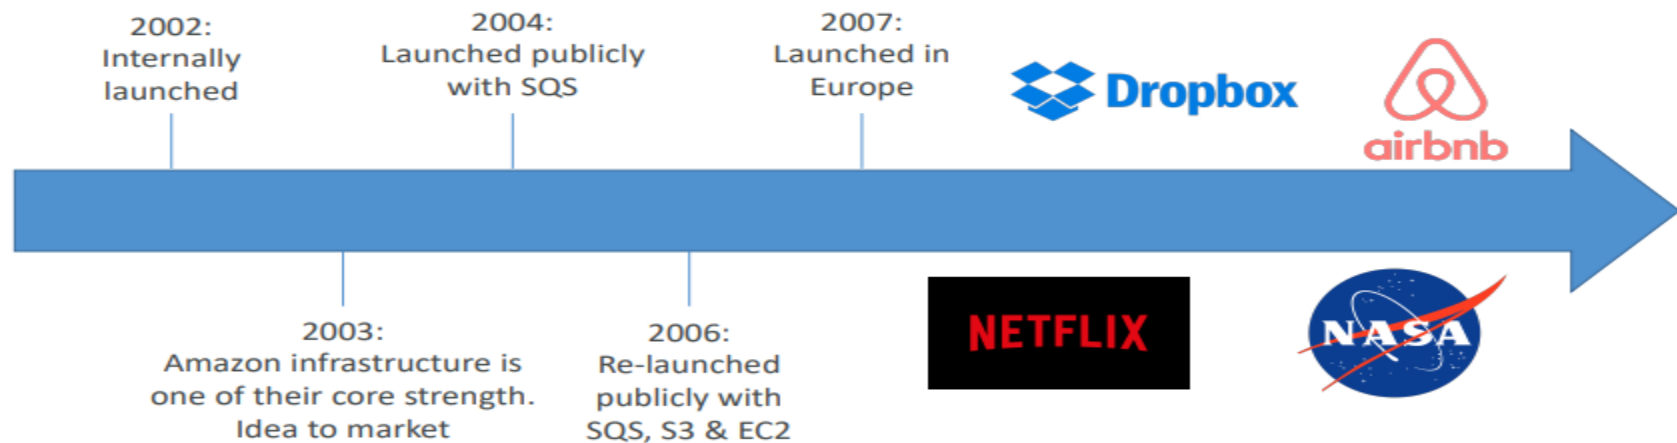 2002:
Internally
launched
2004:
Launched publicly
with SQS
2007:
Launched in
Europe
Dropbox
airbnb
2003:
Amazon infrastructure is
one of their core strength.
Idea to market
2006:
Re-launched
publicly with
SQS, S3 & EC2
NETFLIX
NASA